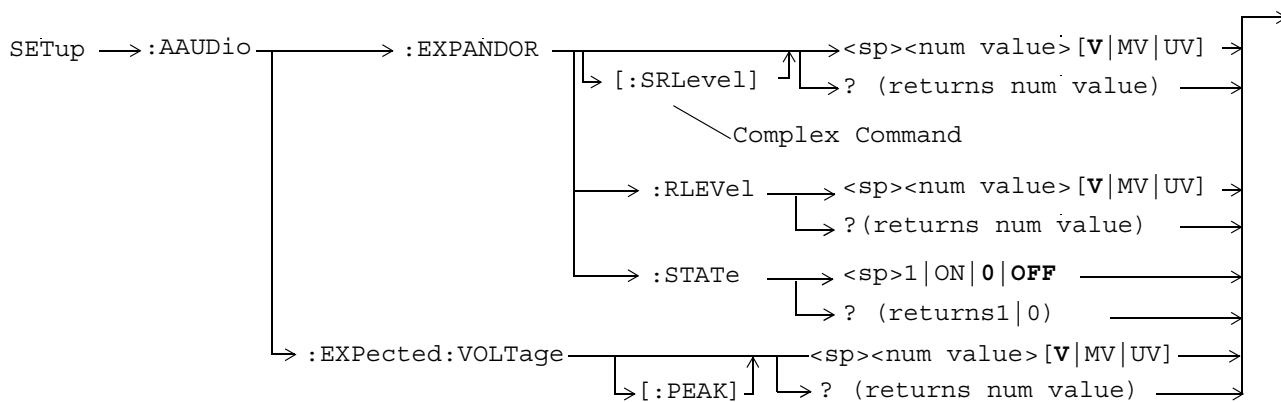 SETup :AAUDio :EXPANDOR <sp><num value>[V|MV|UV]
[:SRLevel] ? (returns num value)
Complex Command
:RLEVel <sp><num value>[V|MV|UV]
?(returns num value)
:STATe <sp>1|ON|0|OFF
? (returns1|0)
:EXPected:VOLTage <sp><num value>[V|MV|UV]
[:PEAK] ? (returns num value)